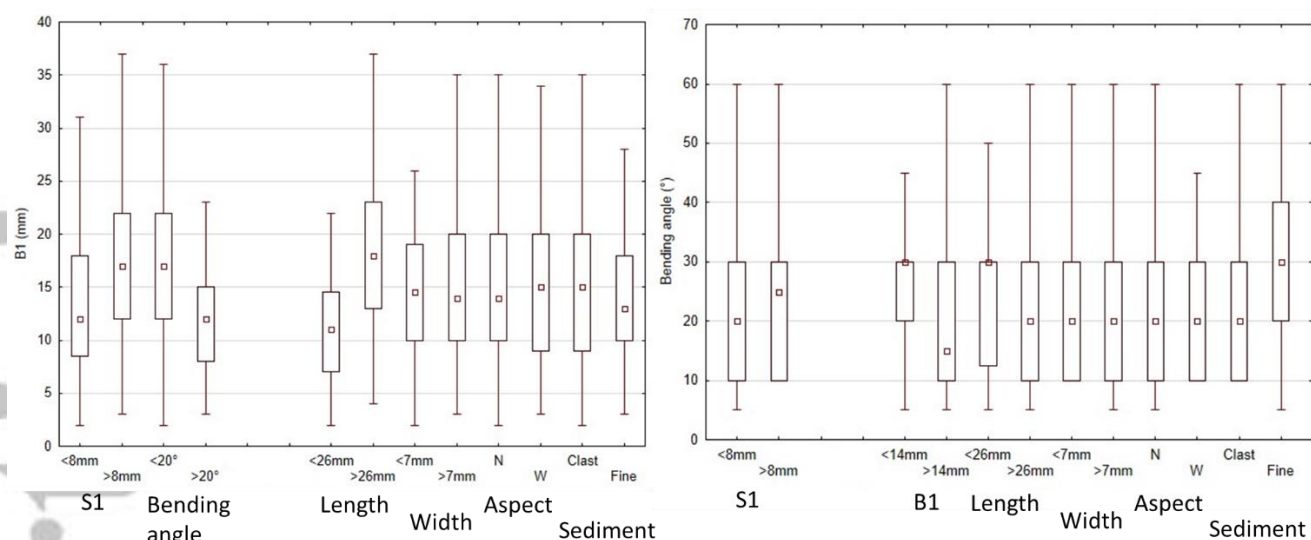 40
35
30
25
20
15
10
5
0
B1 (mm)
<8mm >8mm <20° >20° <26mm >26mm <7mm >7mm N W Clast Fine
S1 Bending angle Length Width Aspect Sediment
70
60
50
40
30
20
10
0
Bending angle (°)
<8mm >8mm <14mm >14mm <26mm >26mm <7mm >7mm N W Clast Fine
S1 B1 Length Width Aspect Sediment